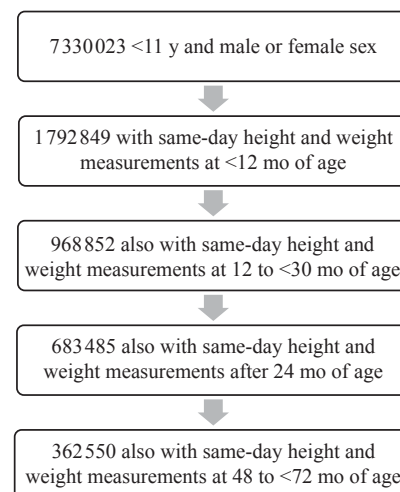 7330023 <11 y and male or female sex
1792849 with same-day height and weight
measurements at <12 mo of age
968852 also with same-day height and
weight measurements at 12 to <30 mo of age
683485 also with same-day height and
weight measurements after 24 mo of age
362550 also with same-day height and
weight measurements at 48 to <72 mo of age